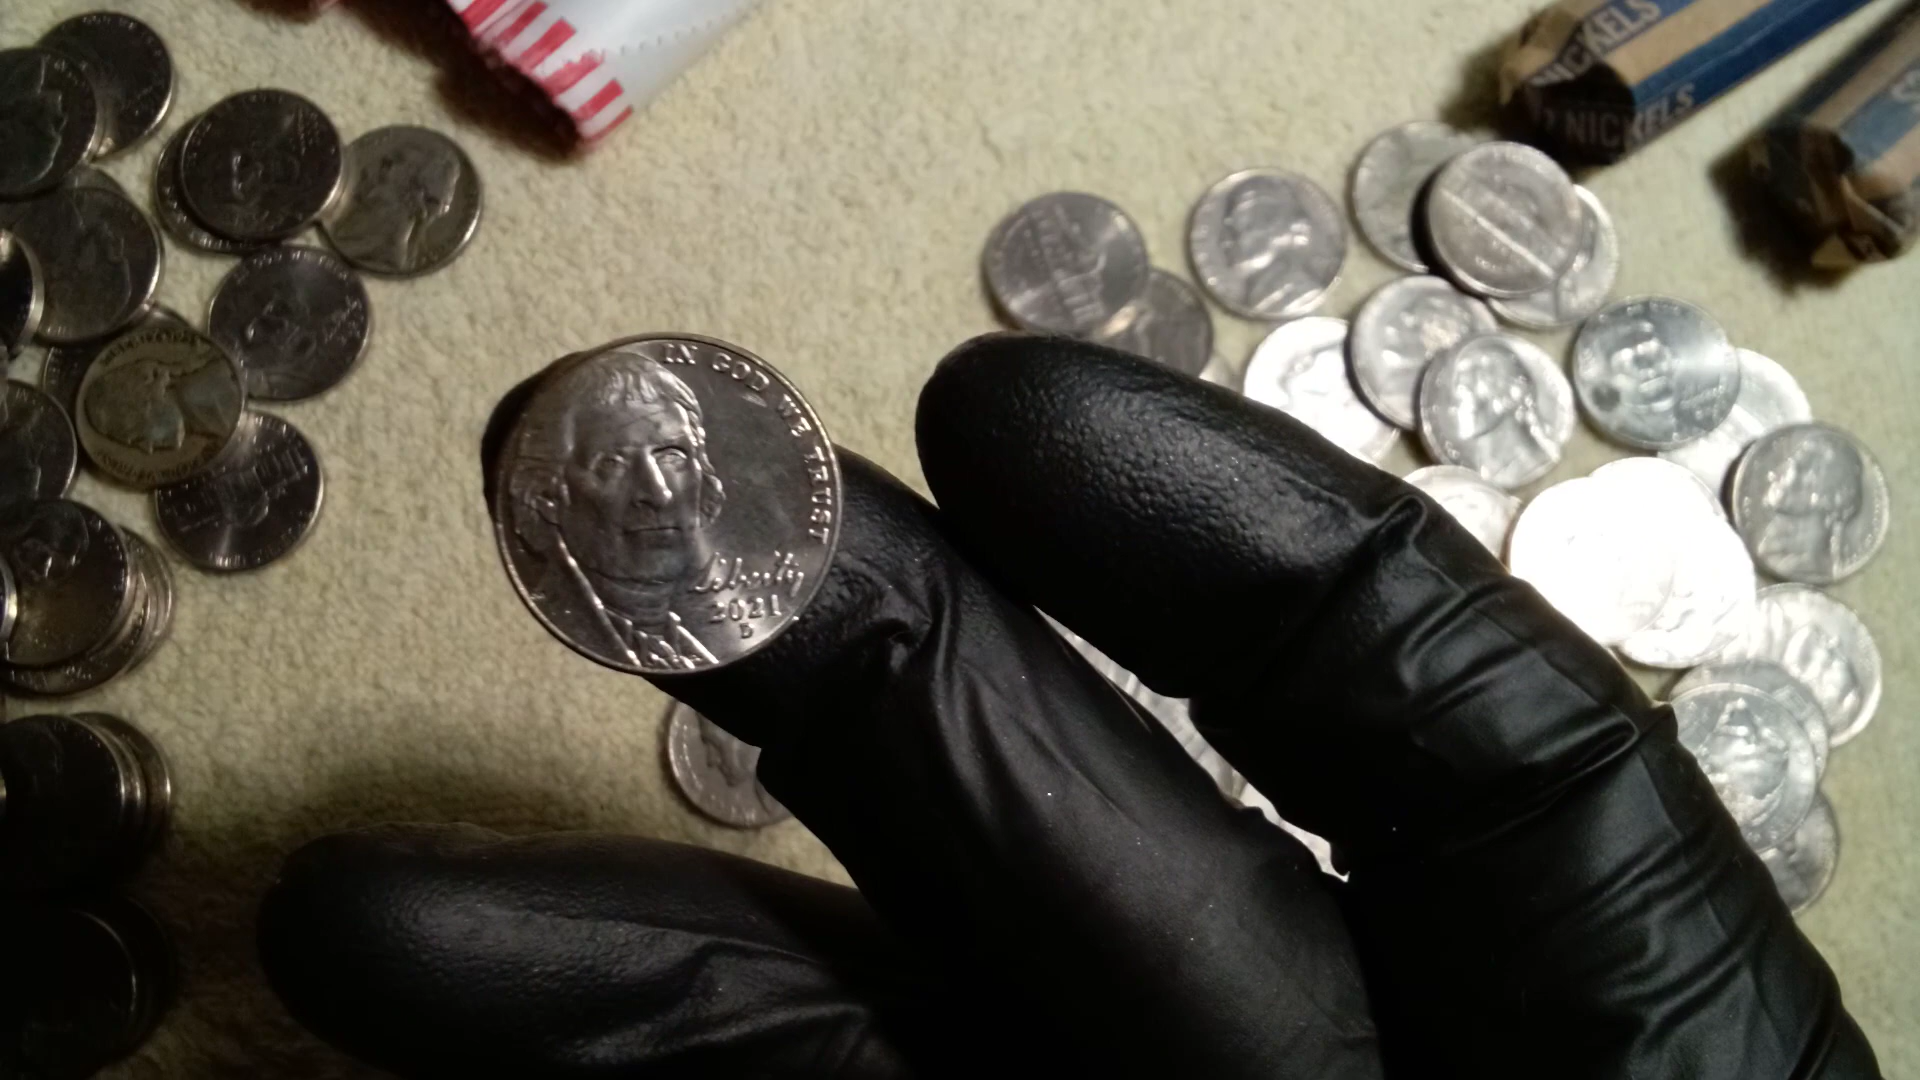 NICKELS
NICKELS
IN GOD WE TRUST
Liberty
2021
D